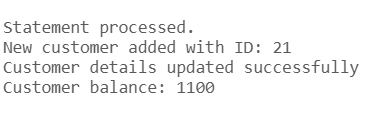 Statement processed.
New customer added with ID: 21
Customer details updated successfully
Customer balance: 1100